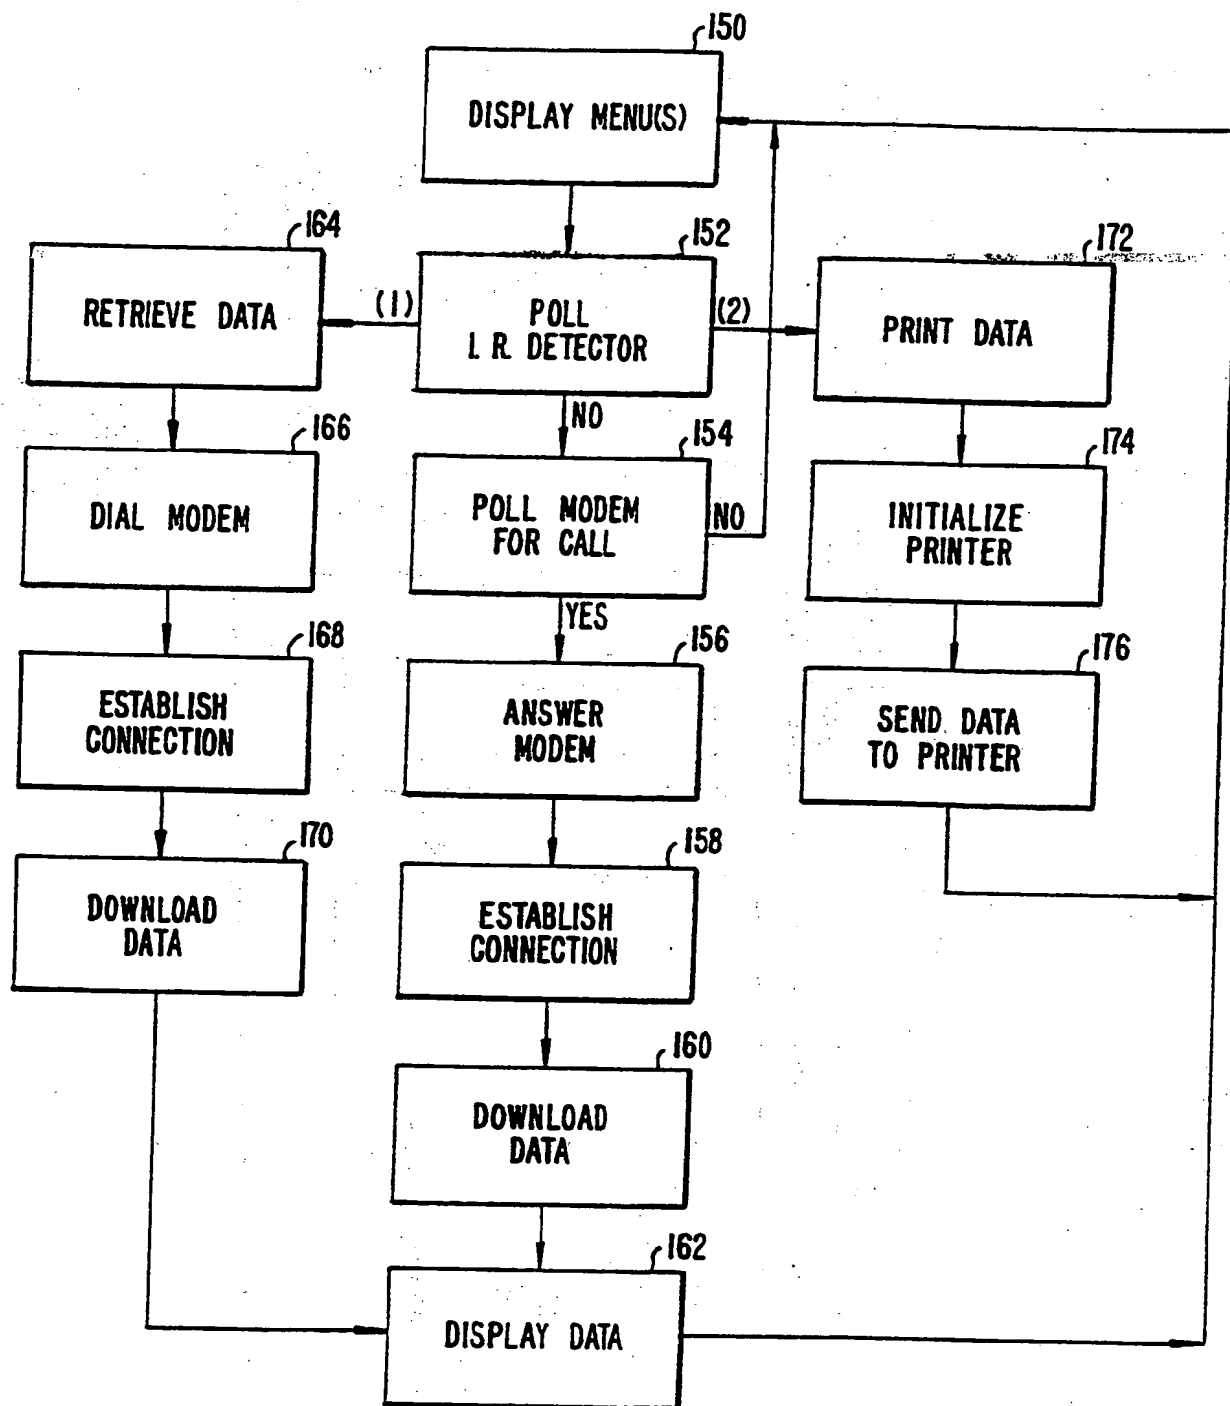 150
DISPLAY MENU(S)
164
152
172
RETRIEVE DATA
(1)
POLL
I. R. DETECTOR
(2)
PRINT DATA
NO
166
154
174
DIAL MODEM
POLL MODEM
FOR CALL
NO
INITIALIZE
PRINTER
YES
168
156
176
ESTABLISH
CONNECTION
ANSWER
MODEM
SEND DATA
TO PRINTER
170
158
DOWNLOAD
DATA
ESTABLISH
CONNECTION
160
DOWNLOAD
DATA
162
DISPLAY DATA